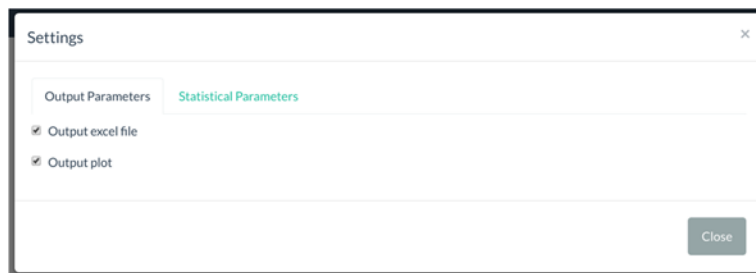 Settings
×
Output Parameters Statistical Parameters
Output excel file
Output plot
Close